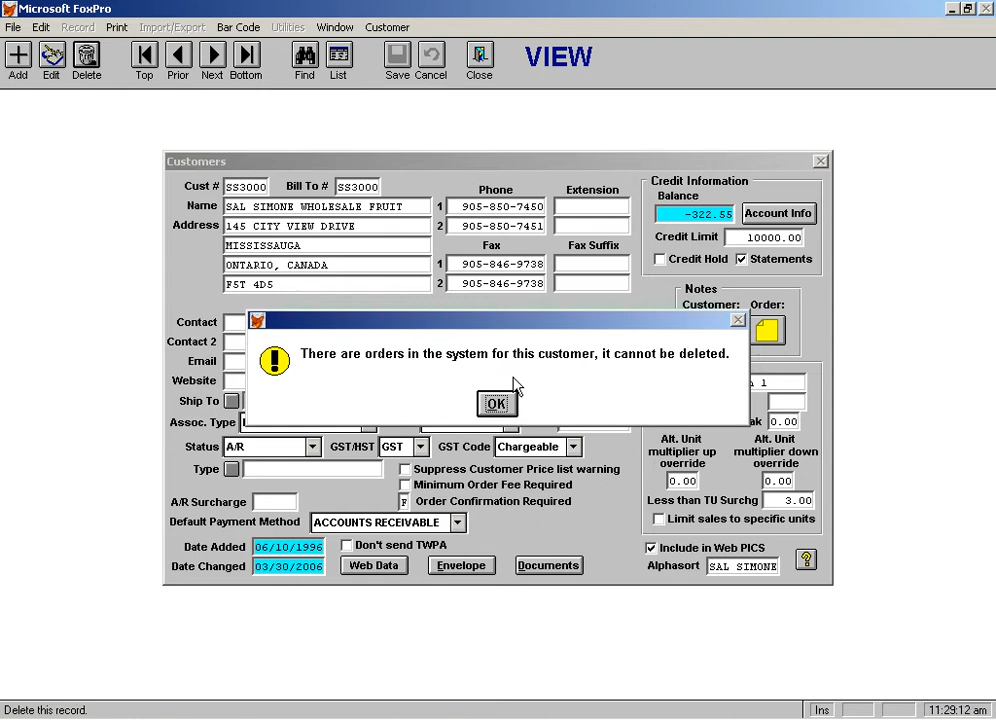 Microsoft FoxPro
File Edit Record Print Import/Export Bar Code Utilities Window Customer
Add Edit Delete Top Prior Next Bottom Find List Save Cancel Close VIEW
Customers
Cust # SS3000 Bill To # SS3000
Phone Extension
Name SAL SIMONE WHOLESALE FRUIT 1 905-850-7450
Address 145 CITY VIEW DRIVE 2 905-850-7451
MISSISSAUGA Fax Fax Suffix
ONTARIO, CANADA 1 905-846-9738
F5T 4D5 2 905-846-9738
Credit Information
Balance
-322.55 Account Info
Credit Limit 10000.00
Credit Hold Statements
Notes
Customer: Order:
There are orders in the system for this customer, it cannot be deleted.
OK
Contact
Contact 2
Email
Website
Ship To
Assoc. Type
Status A/R GST/HST GST GST Code Chargeable
Type Suppress Customer Price list warning
Minimum Order Fee Required
A/R Surcharge F Order Confirmation Required
Default Payment Method ACCOUNTS RECEIVABLE
Date Added 06/10/1996 Don't send TWPA
Date Changed 03/30/2006 Web Data Envelope Documents
1
0.00
Alt. Unit Alt. Unit
multiplier up multiplier down
override override
0.00 0.00
Less than TU Surchg 3.00
Limit sales to specific units
Include in Web PICS
Alphasort SAL SIMONE ?
Delete this record. Ins 11:29:12 am